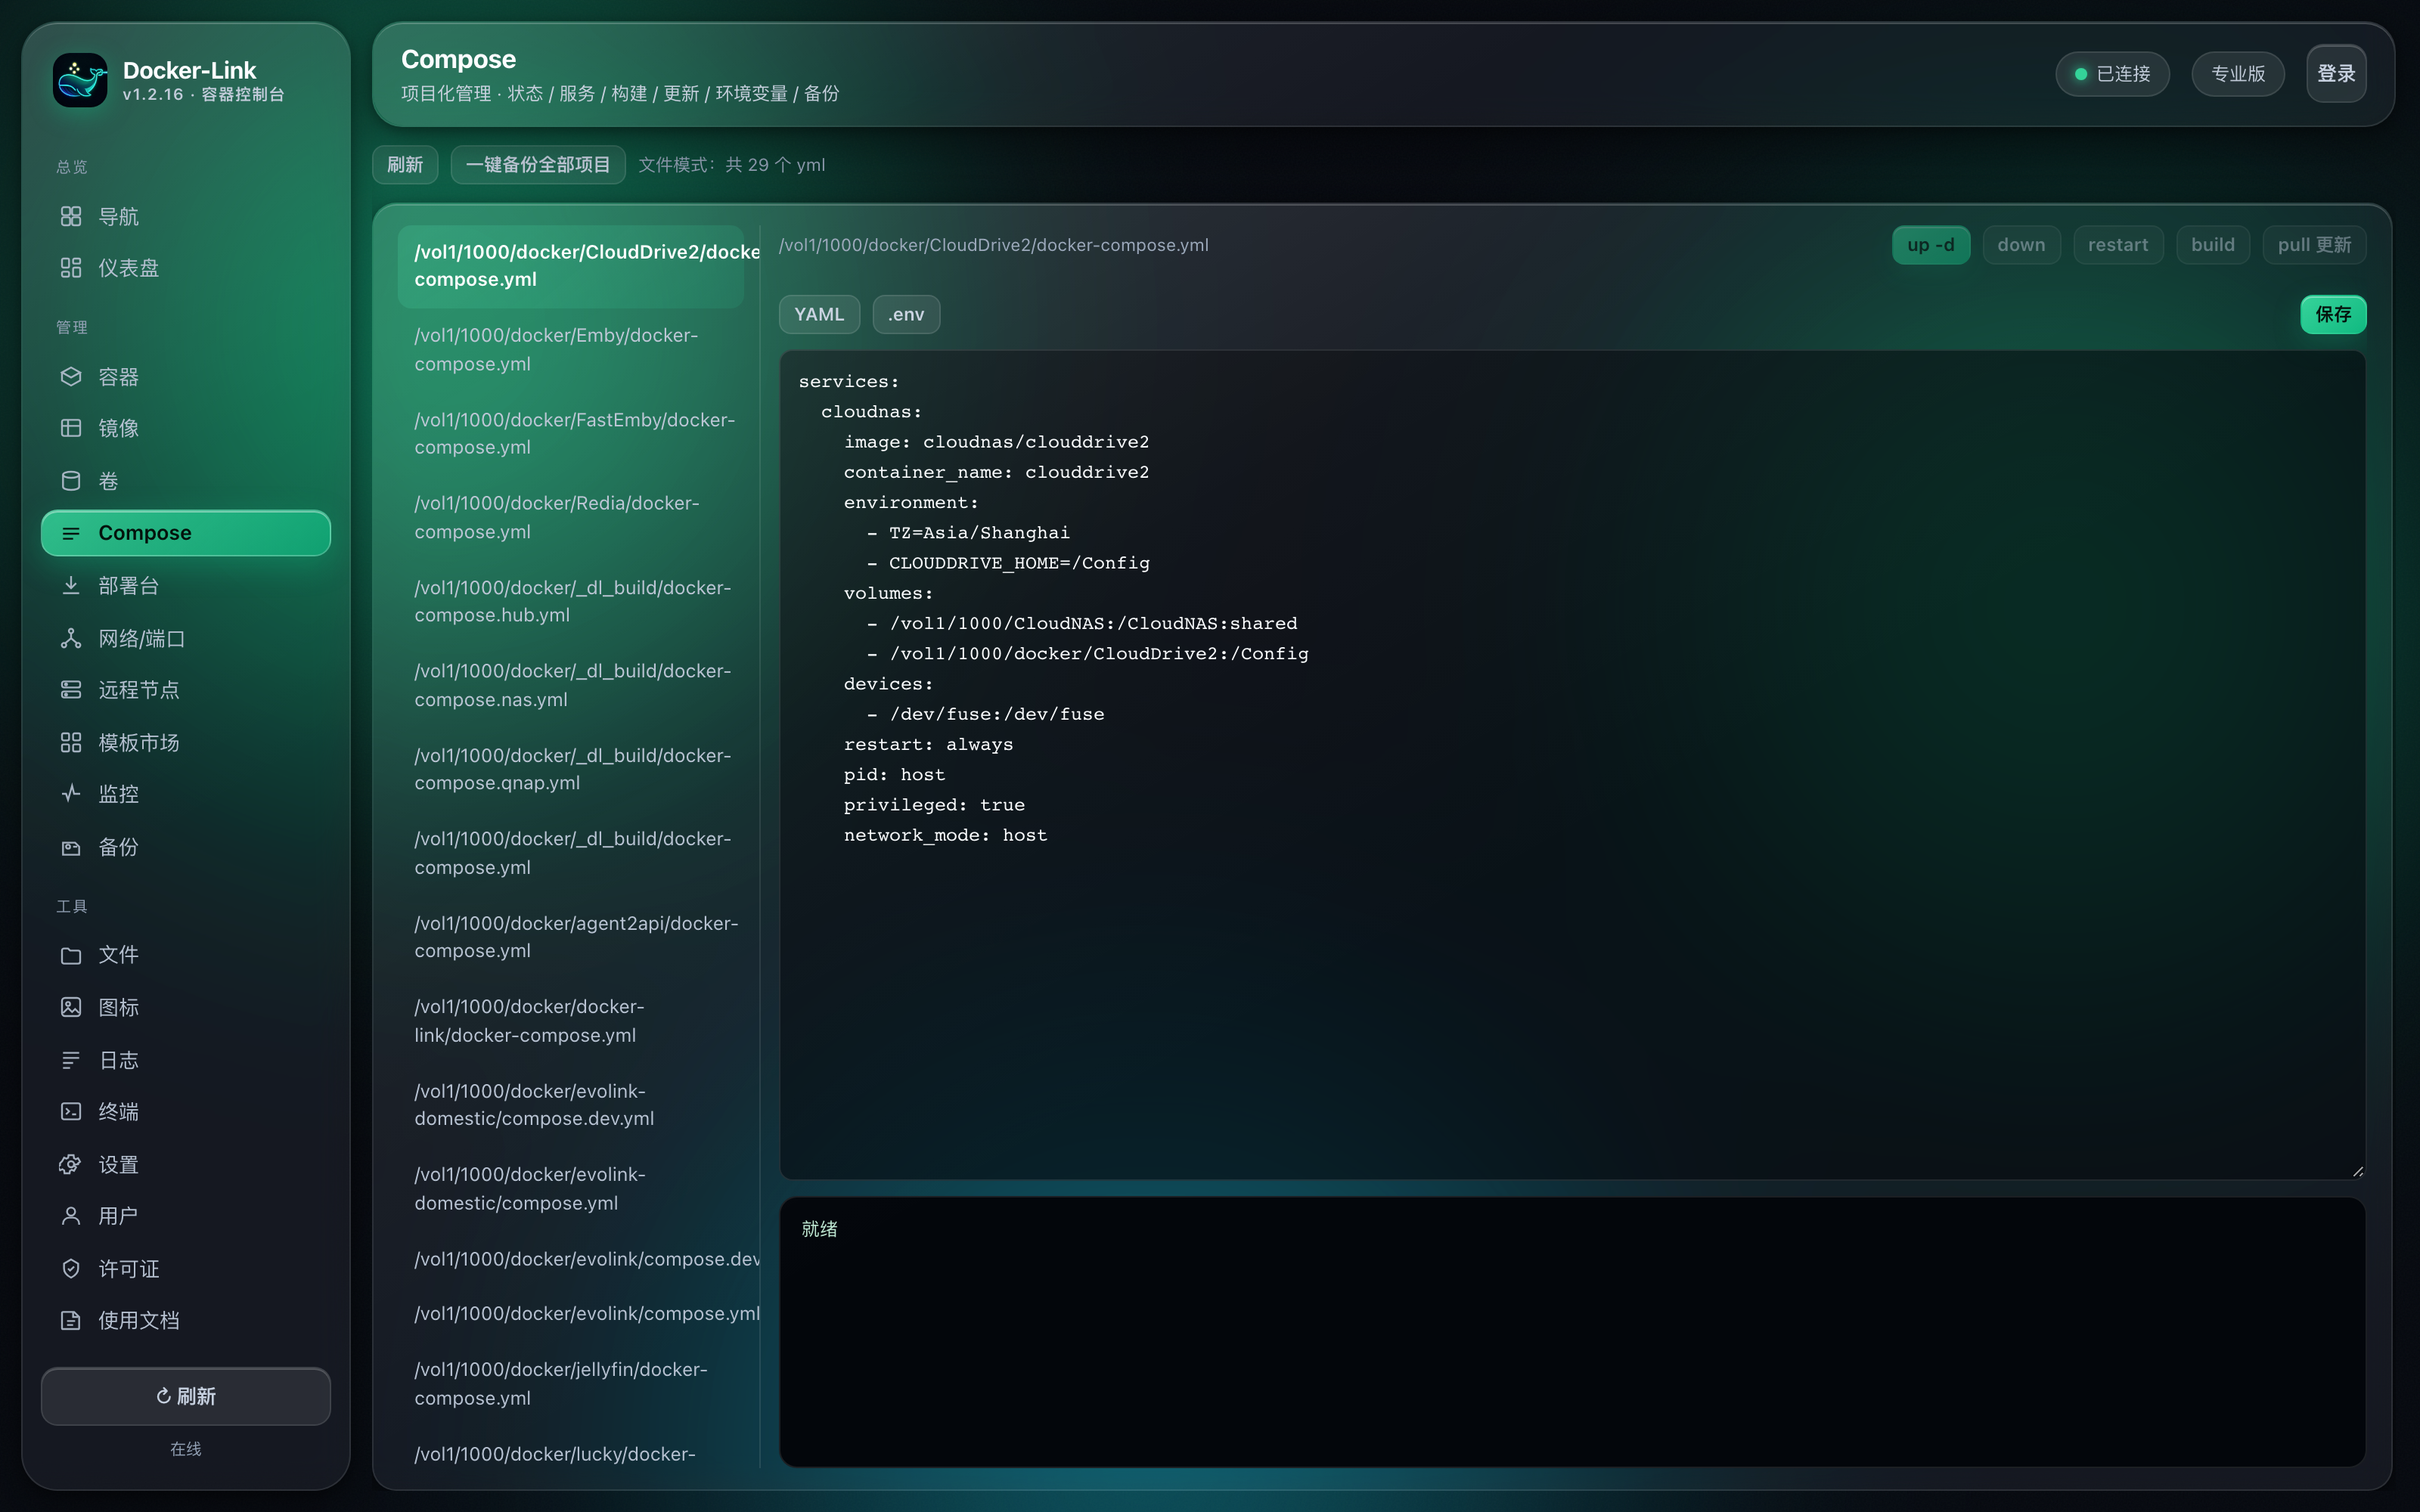 Docker-Link
v1.2.16 · 容器控制台
总览
导航
仪表盘
管理
容器
镜像
卷
Compose
部署台
网络/端口
远程节点
模板市场
监控
备份
工具
文件
图标
日志
终端
设置
用户
许可证
使用文档
↻ 刷新
在线
Compose
项目化管理 · 状态 / 服务 / 构建 / 更新 / 环境变量 / 备份
已连接
专业版
登录
刷新
一键备份全部项目
文件模式：共 29 个 yml
/vol1/1000/docker/CloudDrive2/docke
compose.yml
/vol1/1000/docker/Emby/docker-
compose.yml
/vol1/1000/docker/FastEmby/docker-
compose.yml
/vol1/1000/docker/Redia/docker-
compose.yml
/vol1/1000/docker/_dl_build/docker-
compose.hub.yml
/vol1/1000/docker/_dl_build/docker-
compose.nas.yml
/vol1/1000/docker/_dl_build/docker-
compose.qnap.yml
/vol1/1000/docker/_dl_build/docker-
compose.yml
/vol1/1000/docker/agent2api/docker-
compose.yml
/vol1/1000/docker/docker-
link/docker-compose.yml
/vol1/1000/docker/evolink-
domestic/compose.dev.yml
/vol1/1000/docker/evolink-
domestic/compose.yml
/vol1/1000/docker/evolink/compose.dev
/vol1/1000/docker/evolink/compose.yml
/vol1/1000/docker/jellyfin/docker-
compose.yml
/vol1/1000/docker/lucky/docker-
/vol1/1000/docker/CloudDrive2/docker-compose.yml
up -d
down
restart
build
pull 更新
YAML
.env
保存
services:
  cloudnas:
    image: cloudnas/clouddrive2
    container_name: clouddrive2
    environment:
      - TZ=Asia/Shanghai
      - CLOUDDRIVE_HOME=/Config
    volumes:
      - /vol1/1000/CloudNAS:/CloudNAS:shared
      - /vol1/1000/docker/CloudDrive2:/Config
    devices:
      - /dev/fuse:/dev/fuse
    restart: always
    pid: host
    privileged: true
    network_mode: host
就绪